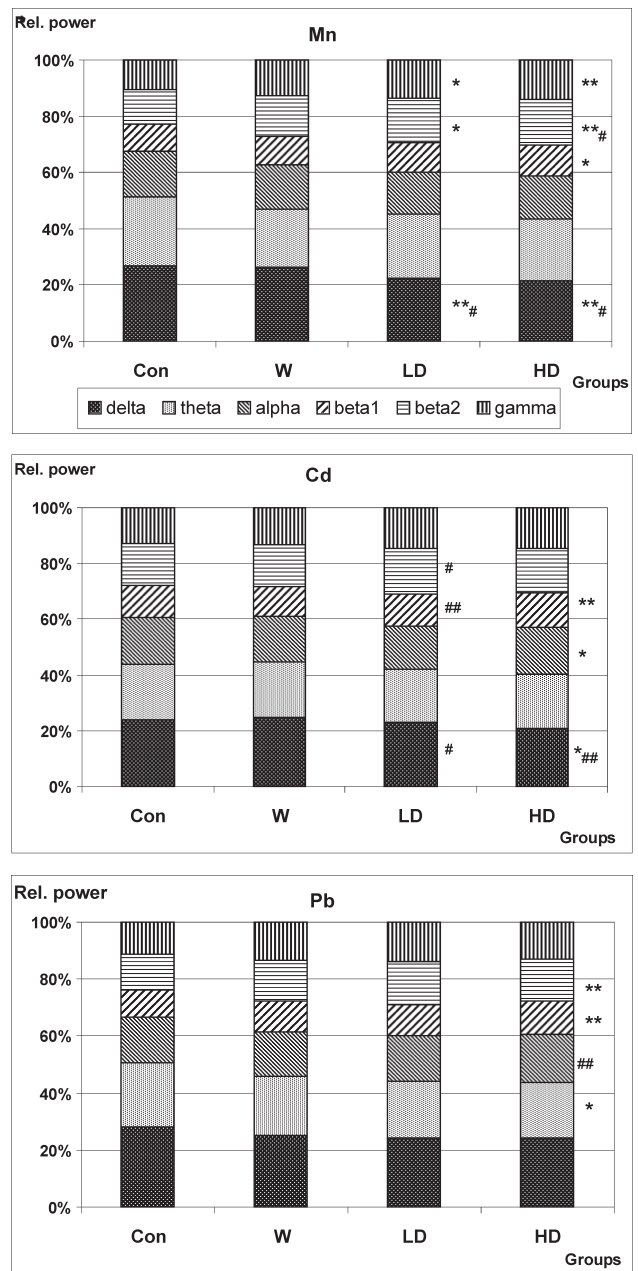 Rel. power
Mn
100%
* **
80%
* **#
60%
*
40%
20%
**# **#
0%
Con W LD HD
Groups
delta theta alpha beta1 beta2 gamma
Rel. power
Cd
100%
80%
#
## **
60%
*
40%
20%
# *##
0%
Con W LD HD
Groups
Rel. power
Pb
100%
80%
**
**
60%
##
40%
*
20%
0%
Con W LD HD
Groups